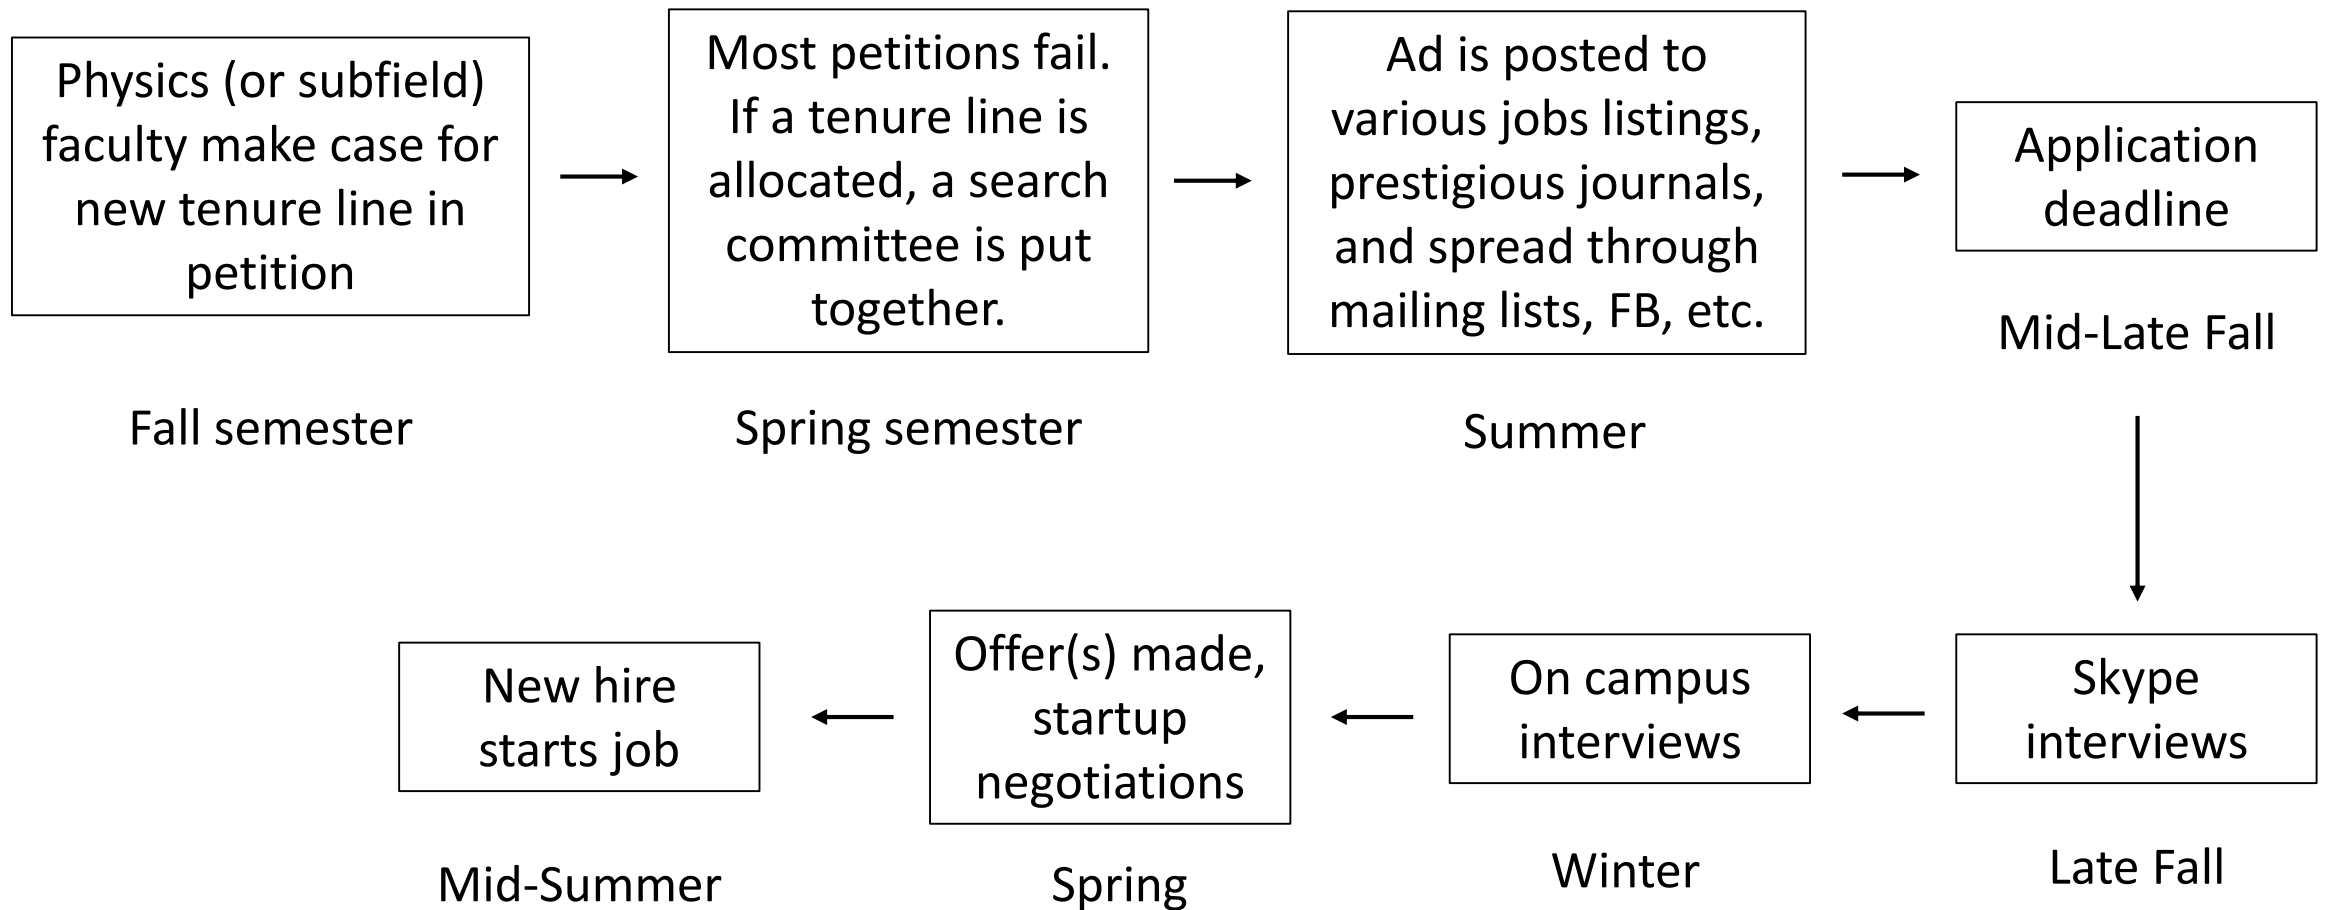 Physics (or subfield)
faculty make case for
new tenure line in
petition
Fall semester
Most petitions fail.
If a tenure line is
allocated, a search
committee is put
together.
Spring semester
Ad is posted to
various jobs listings,
prestigious journals,
and spread through
mailing lists, FB, etc.
Summer
Application
deadline
Mid-Late Fall
Skype
interviews
Late Fall
On campus
interviews
Winter
Offer(s) made,
startup
negotiations
Spring
New hire
starts job
Mid-Summer